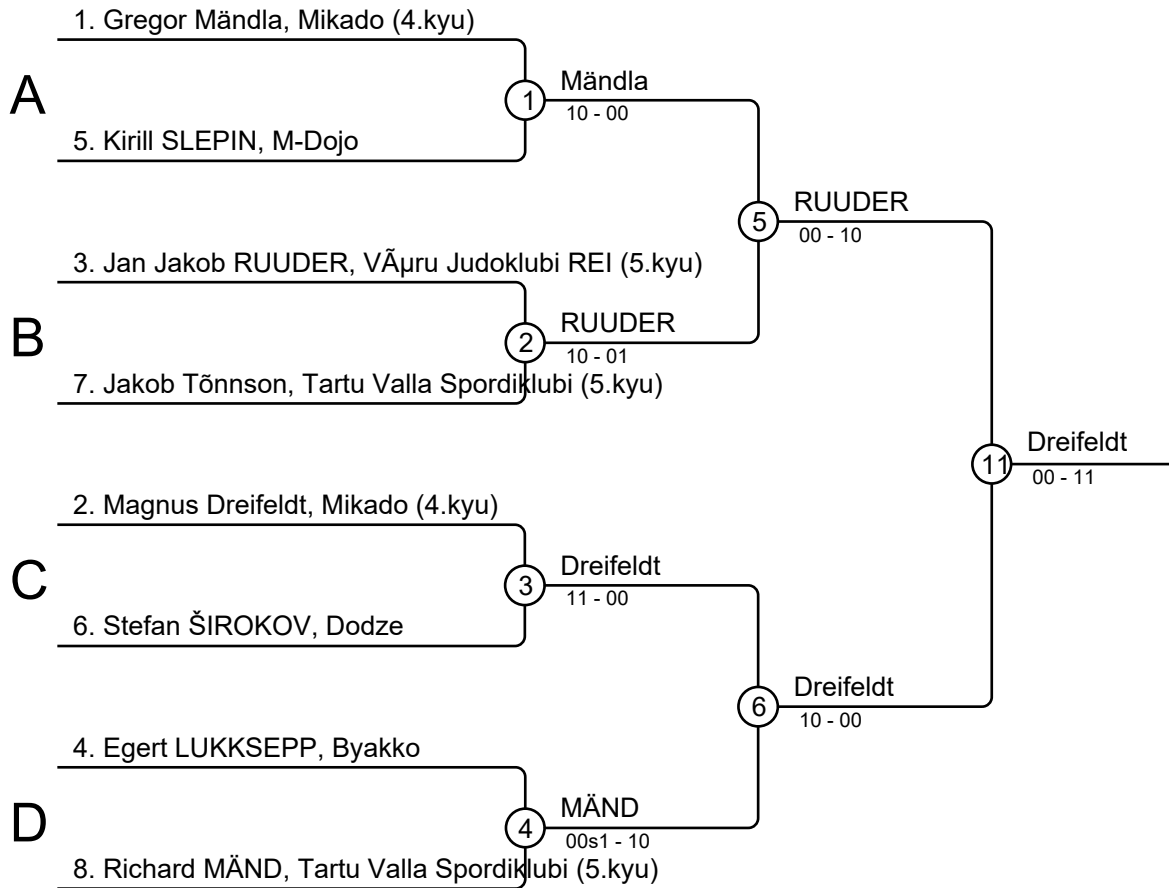 1. Gregor Mändla, Mikado (4.kyu)
A
1
Mändla
10 - 00
5. Kirill SLEPIN, M-Dojo
5
RUUDER
00 - 10
3. Jan Jakob RUUDER, VÃµru Judoklubi REI (5.kyu)
B
2
RUUDER
10 - 01
7. Jakob Tõnnson, Tartu Valla Spordiklubi (5.kyu)
11
Dreifeldt
00 - 11
2. Magnus Dreifeldt, Mikado (4.kyu)
C
3
Dreifeldt
11 - 00
6. Stefan ŠIROKOV, Dodze
6
Dreifeldt
10 - 00
4. Egert LUKKSEPP, Byakko
D
4
MÄND
00s1 - 10
8. Richard MÄND, Tartu Valla Spordiklubi (5.kyu)